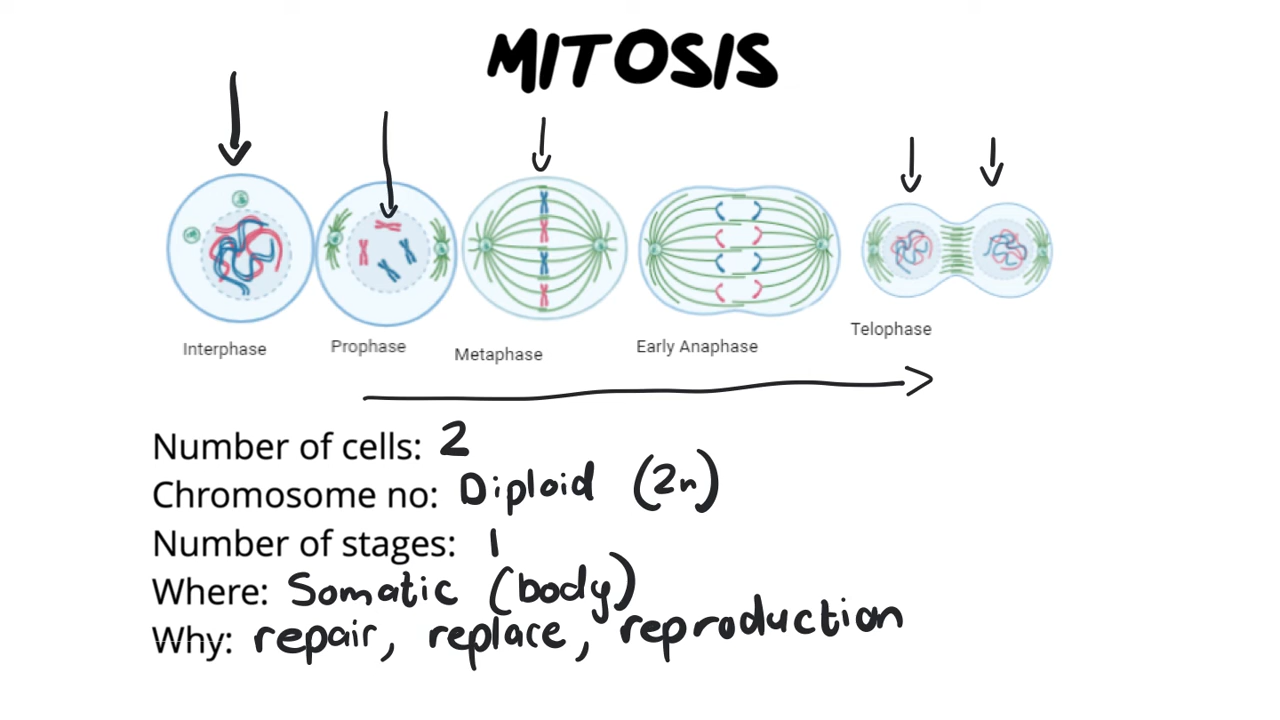 MITOSIS
Interphase
Prophase
Metaphase
Early Anaphase
Telophase
Number of cells: 2
Chromosome no: Diploid (2n)
Number of stages: 1
Where: Somatic (body)
Why: repair, replace, reproduction